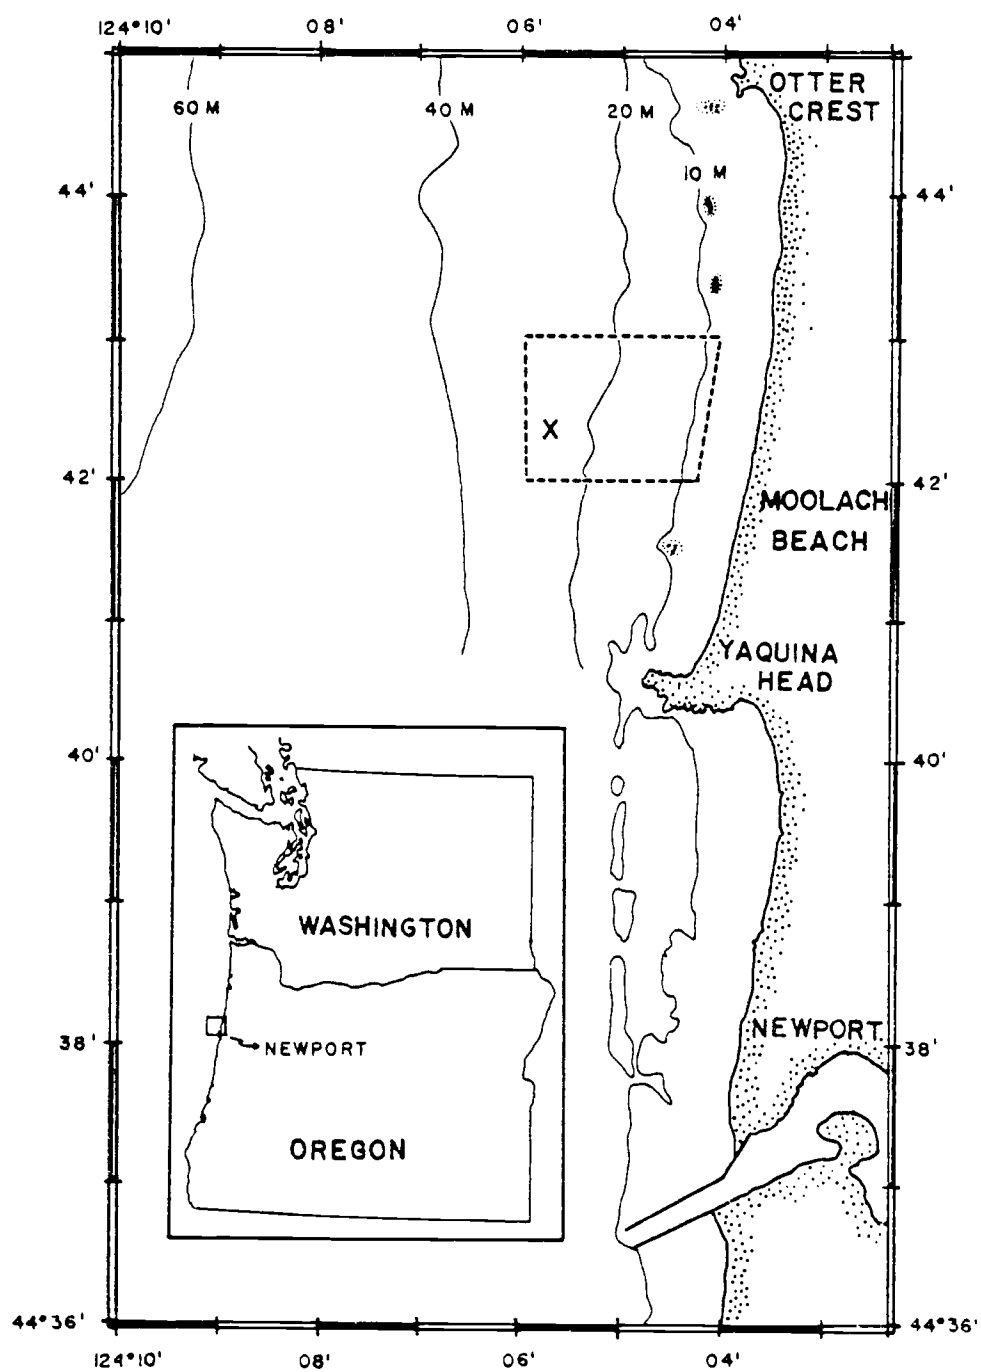 124°10' 08' 06' 04'
OTTER
CREST
60 M 40 M 20 M
10 M
44' 44'
X
42' 42'
MOOLACH
BEACH
YAQUINA
HEAD
40' 40'
WASHINGTON
NEWPORT
38' 38'
NEWPORT
OREGON
44°36' 44°36'
124°10' 08' 06' 04'